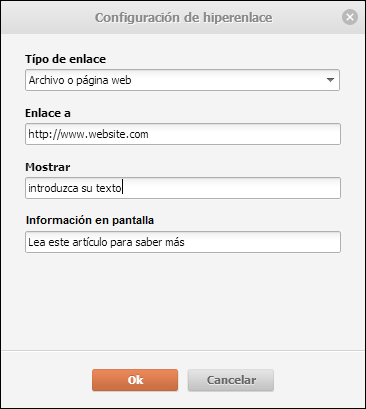 Configuración de hiperenlace
Típo de enlace
Archivo o página web
Enlace a
http://www.website.com
Mostrar
introduzca su texto
Información en pantalla
Lea este artículo para saber más
Ok
Cancelar